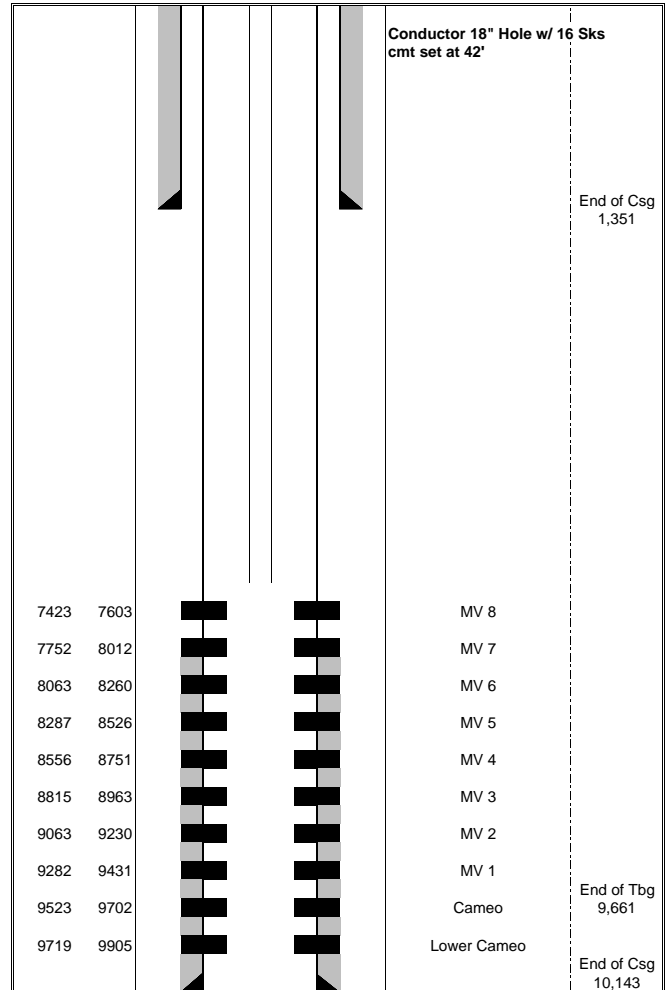 Conductor 18" Hole w/ 16 Sks
cmt set at 42'
End of Csg
1,351
7423 7603 MV 8
7752 8012 MV 7
8063 8260 MV 6
8287 8526 MV 5
8556 8751 MV 4
8815 8963 MV 3
9063 9230 MV 2
9282 9431 MV 1
End of Tbg
9523 9702 Cameo 9,661
9719 9905 Lower Cameo
End of Csg
10,143